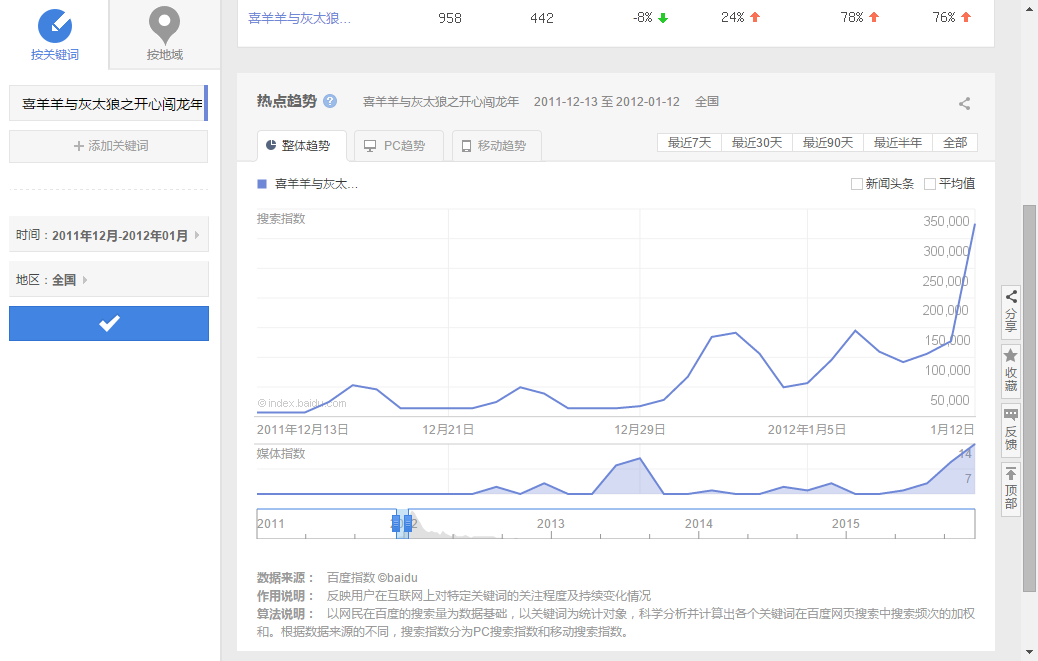 按关键词
按地域
喜羊羊与灰太狼之开心闯龙年
添加关键词
时间：2011年12月-2012年01月
地区：全国
喜羊羊与灰太狼... 958 442 -8% 24% 78% 76%
热点趋势 ? 喜羊羊与灰太狼之开心闯龙年 2011-12-13 至 2012-01-12 全国
整体趋势 PC趋势 移动趋势
最近7天 最近30天 最近90天 最近半年 全部
喜羊羊与灰太... 新闻头条 平均值
搜索指数
350,000
300,000
250,000
200,000
150,000
100,000
50,000
©index.baidu.com
2011年12月13日 12月21日 12月29日 2012年1月5日 1月12日
媒体指数
14
7
2011 2012 2013 2014 2015
数据来源： 百度指数 ©baidu
作用说明： 反映用户在互联网上对特定关键词的关注程度及持续变化情况
算法说明： 以网民在百度的搜索量为数据基础，以关键词为统计对象，科学分析并计算出各个关键词在百度网页搜索中搜索频次的加权
和。根据数据来源的不同，搜索指数分为PC搜索指数和移动搜索指数。
分享
收藏
反馈
顶部